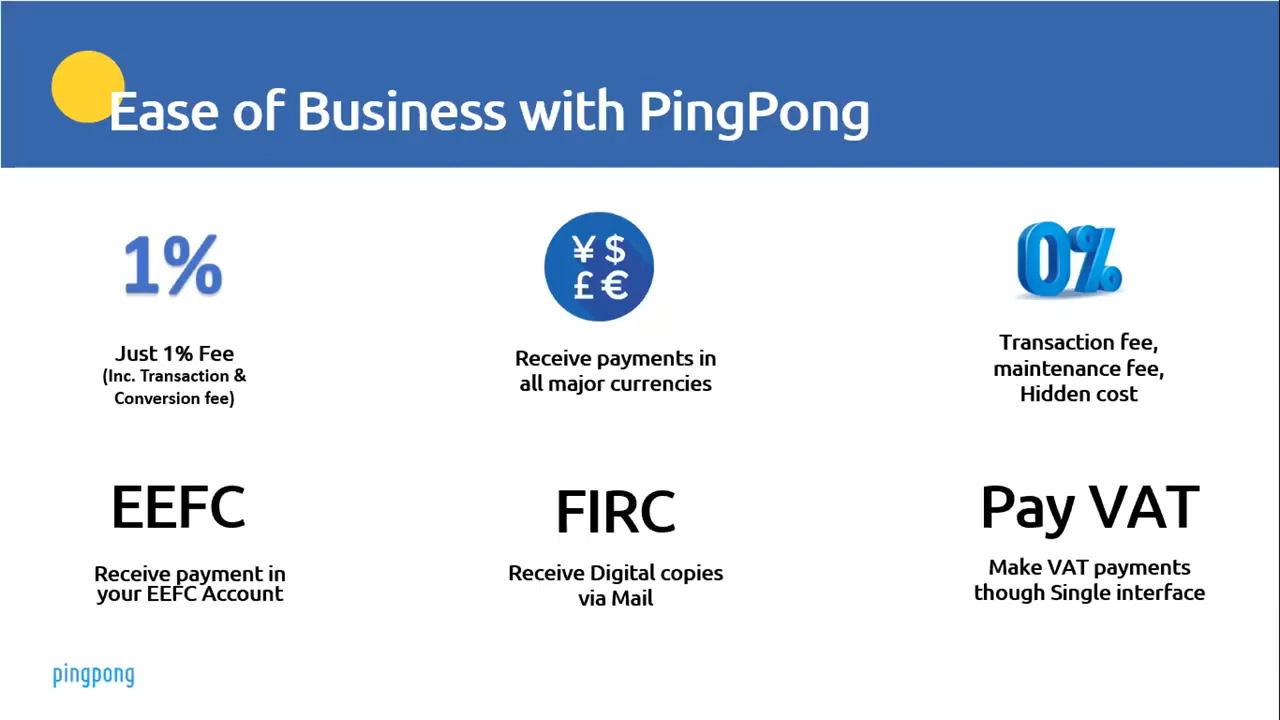 Ease of Business with PingPong
1%
¥ $
£ €
0%
Just 1% Fee
(Inc. Transaction &
Conversion fee)
Receive payments in
all major currencies
Transaction fee,
maintenance fee,
Hidden cost
EEFC
Receive payment in
your EEFC Account
FIRC
Receive Digital copies
via Mail
Pay VAT
Make VAT payments
though Single interface
pingpong